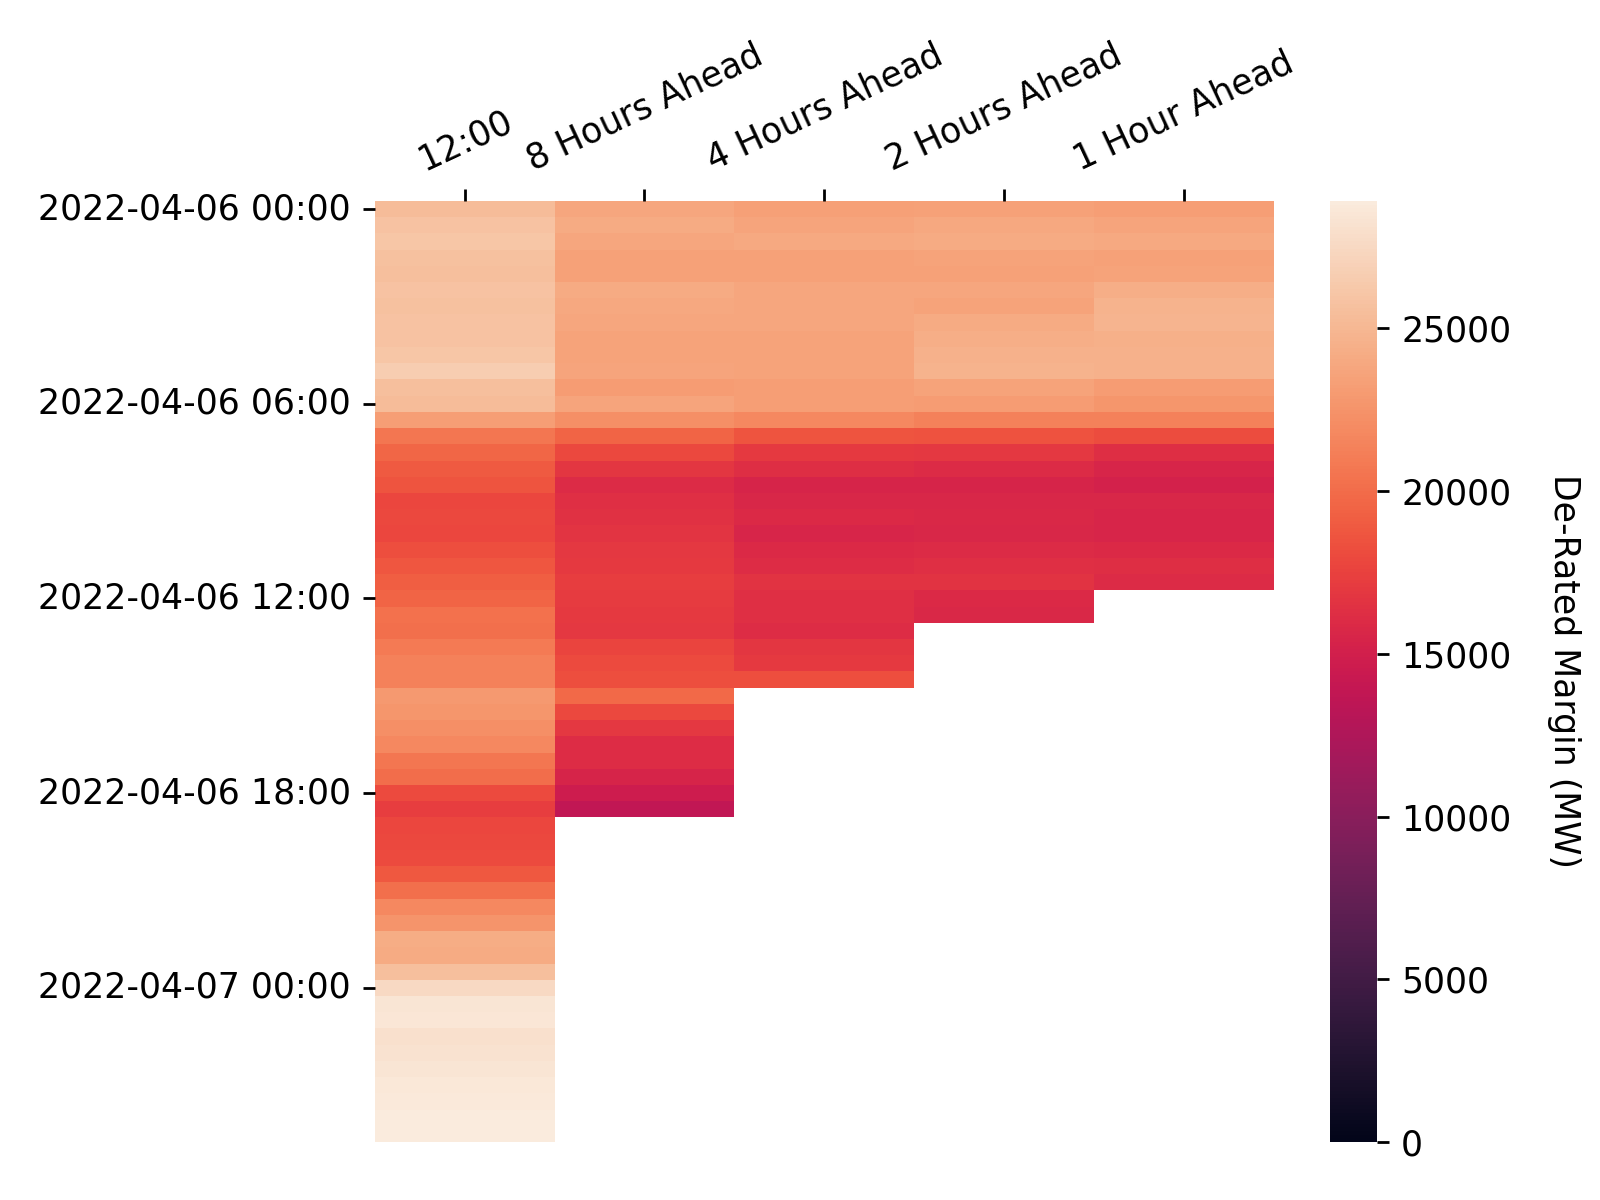 12:00
8 Hours Ahead
4 Hours Ahead
2 Hours Ahead
1 Hour Ahead
2022-04-06 00:00
2022-04-06 06:00
2022-04-06 12:00
2022-04-06 18:00
2022-04-07 00:00
25000
20000
15000
10000
5000
0
De-Rated Margin (MW)